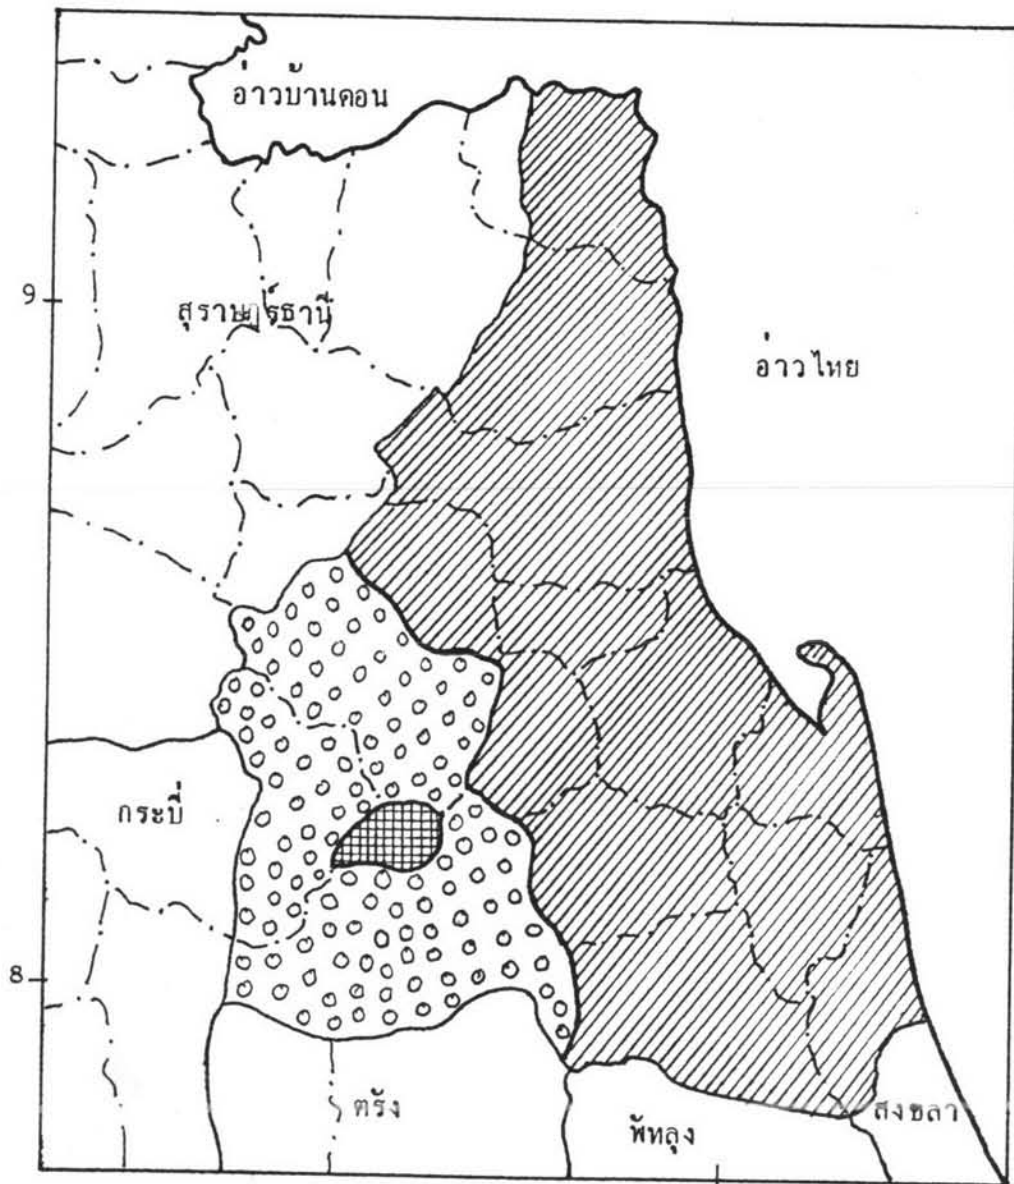 อ่าวบ้านดอน
9
สุราษฎร์ธานี
อ่าวไทย
กระบี่
8
ตรัง
พัทลุง
สงขลา